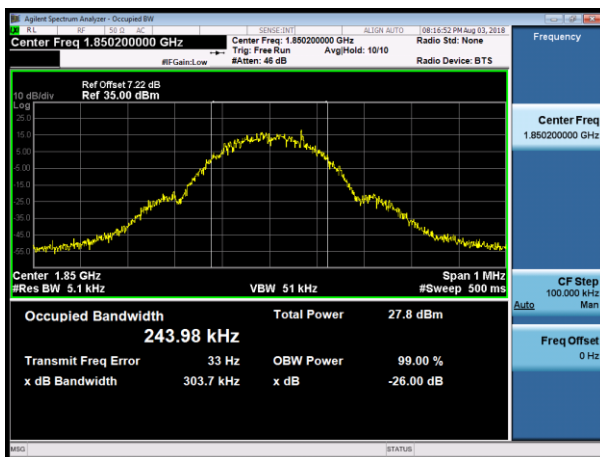 Agilent Spectrum Analyzer - Occupied BW
RL RF 50 Ω AC SENSE:INT ALIGN AUTO 08:16:52 PM Aug 03, 2018
Center Freq 1.850200000 GHz Center Freq: 1.850200000 GHz Radio Std: None
Trig: Free Run Avg|Hold: 10/10
#IFGain:Low #Atten: 46 dB Radio Device: BTS
Ref Offset 7.22 dB
10 dB/div Ref 35.00 dBm
Log
25.0
15.0
5.00
-5.00
-15.0
-25.0
-35.0
-45.0
-55.0
Center 1.85 GHz Span 1 MHz
#Res BW 5.1 kHz VBW 51 kHz #Sweep 500 ms
Occupied Bandwidth Total Power 27.8 dBm
243.98 kHz
Transmit Freq Error 33 Hz OBW Power 99.00 %
x dB Bandwidth 303.7 kHz x dB -26.00 dB
MSG STATUS
Frequency
Center Freq
1.850200000 GHz
CF Step
100.000 kHz
Auto Man
Freq Offset
0 Hz